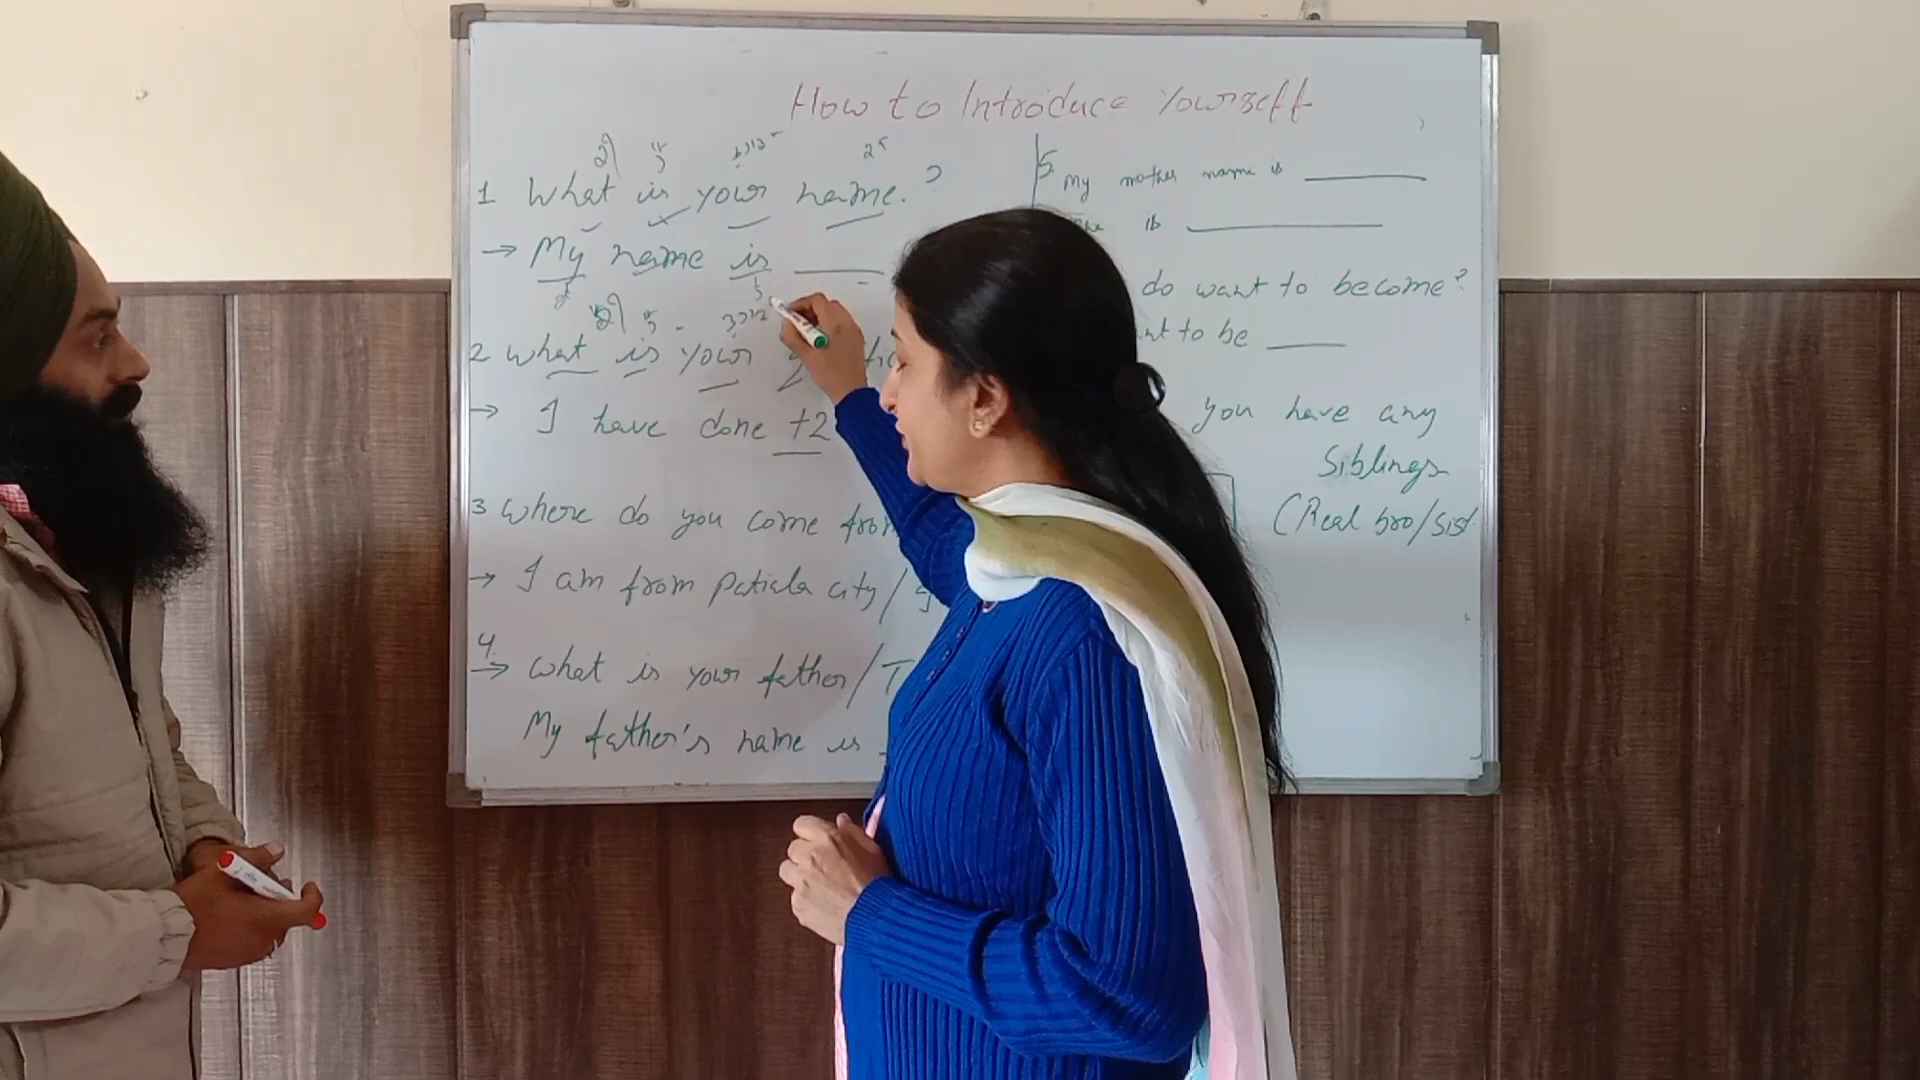 How to Introduce Yourself
1 What is your name. ?
→ My name is ____
2 what is your
→ I have done +2
3 where do you come from
→ I am from patiala city/
4
→ what is your father/
My father's name is
5 My mother name is ____
is ____
do want to become?
to be ____
you have any
Siblings
(Real bro/sis